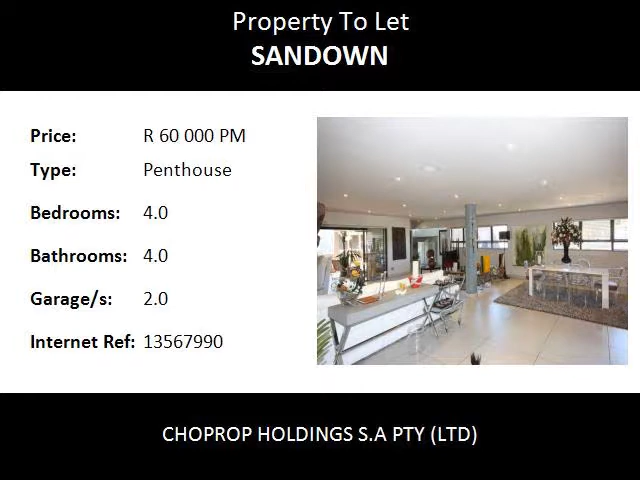 Property To Let
SANDOWN
Price: R 60 000 PM
Type: Penthouse
Bedrooms: 4.0
Bathrooms: 4.0
Garage/s: 2.0
Internet Ref: 13567990
CHOPROP HOLDINGS S.A PTY (LTD)